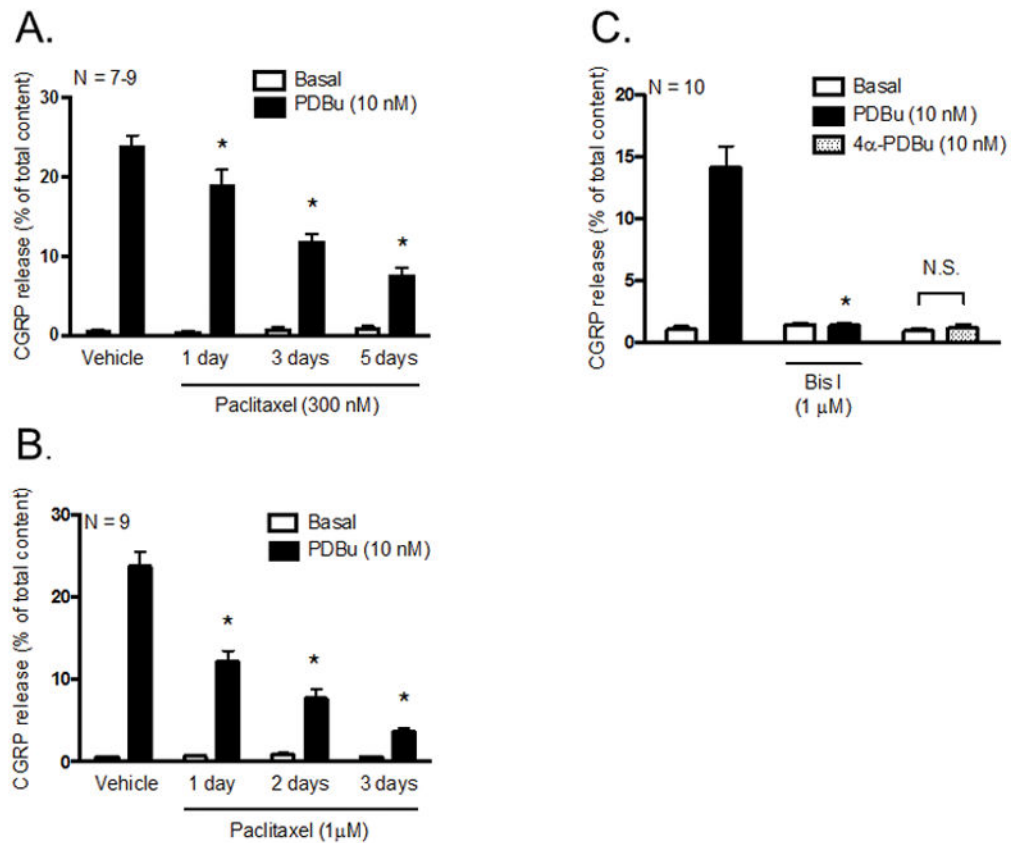 A.
N = 7-9
Basal
PDBu (10 nM)
CGRP release (% of total content)
30
20
10
0
*
*
*
Vehicle 1 day 3 days 5 days
Paclitaxel (300 nM)
B.
N = 9
Basal
PDBu (10 nM)
CGRP release (% of total content)
30
20
10
0
*
*
*
Vehicle 1 day 2 days 3 days
Paclitaxel (1μM)
C.
N = 10
Basal
PDBu (10 nM)
4α-PDBu (10 nM)
CGRP release (% of total content)
20
15
10
5
0
*
N.S.
Bis I
(1 μM)